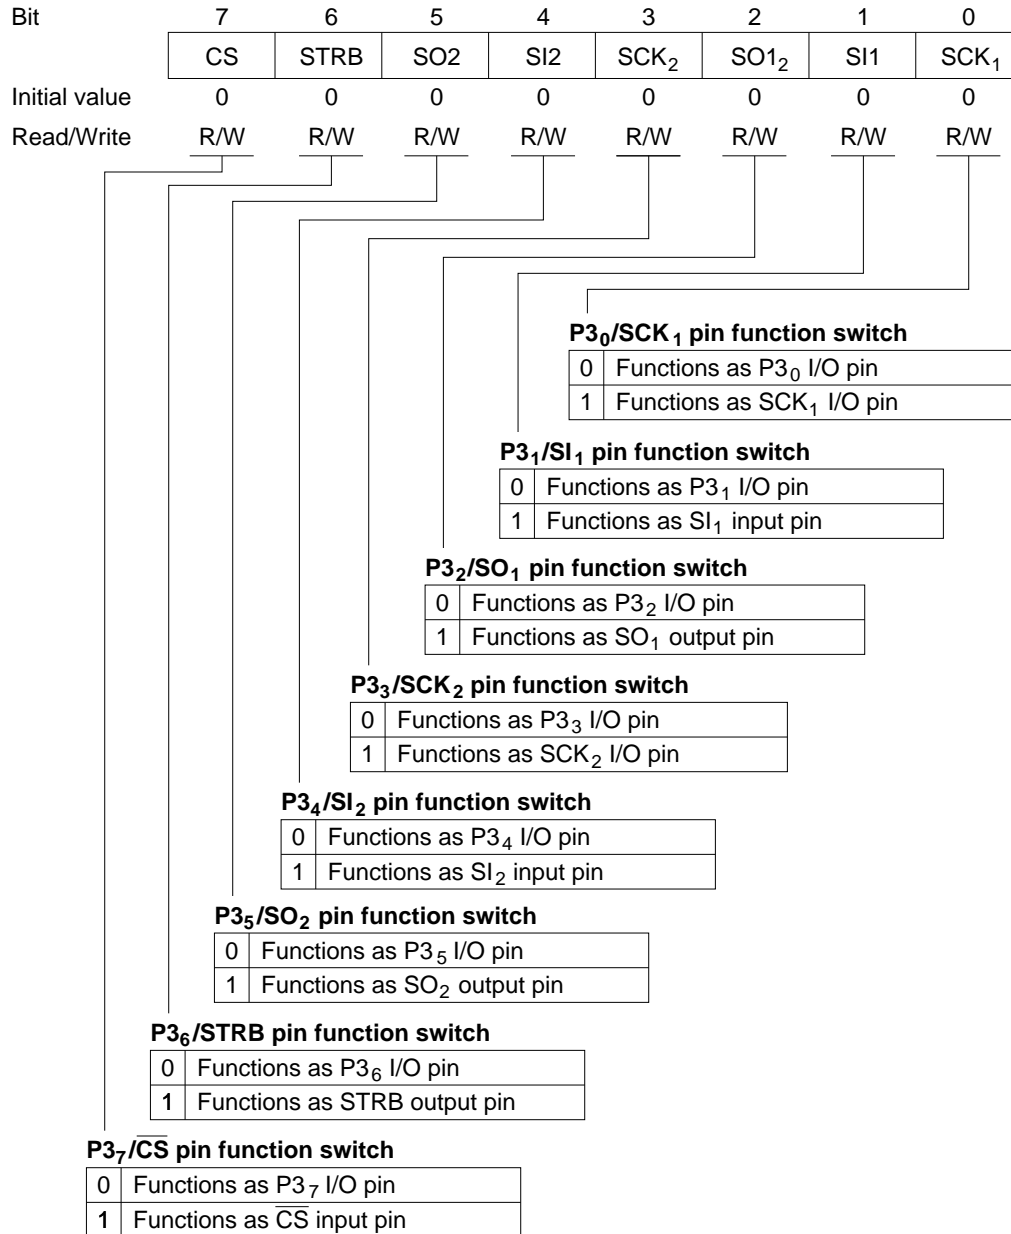 Bit 7 6 5 4 3 2 1 0
CS STRB SO2 SI2 SCK₂ SO1₂ SI1 SCK₁
Initial value 0 0 0 0 0 0 0 0
Read/Write R/W R/W R/W R/W R/W R/W R/W R/W
P3₀/SCK₁ pin function switch
0 Functions as P3₀ I/O pin
1 Functions as SCK₁ I/O pin
P3₁/SI₁ pin function switch
0 Functions as P3₁ I/O pin
1 Functions as SI₁ input pin
P3₂/SO₁ pin function switch
0 Functions as P3₂ I/O pin
1 Functions as SO₁ output pin
P3₃/SCK₂ pin function switch
0 Functions as P3₃ I/O pin
1 Functions as SCK₂ I/O pin
P3₄/SI₂ pin function switch
0 Functions as P3₄ I/O pin
1 Functions as SI₂ input pin
P3₅/SO₂ pin function switch
0 Functions as P3₅ I/O pin
1 Functions as SO₂ output pin
P3₆/STRB pin function switch
0 Functions as P3₆ I/O pin
1 Functions as STRB output pin
P3₇/C̅S̅ pin function switch
0 Functions as P3₇ I/O pin
1 Functions as C̅S̅ input pin